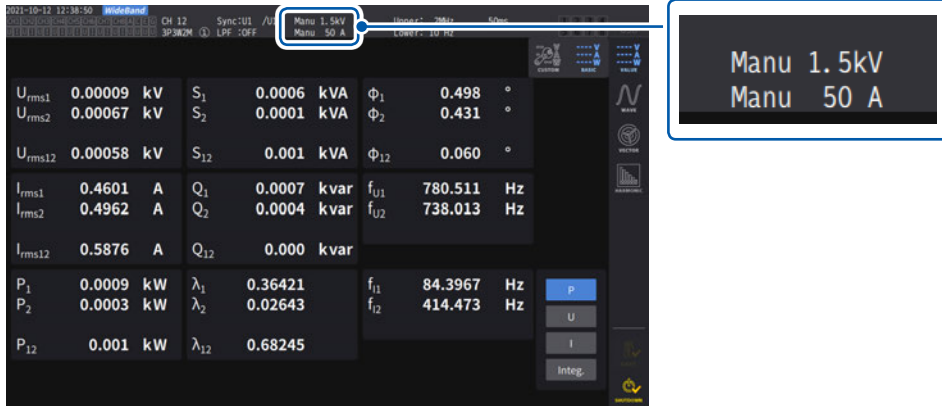 2021-10-12 12:38:50 WideBand
CH 12 Sync:U1 Manu 1.5kV Upper: 2MHz 50ms
3P3W2M ① LPF :OFF Manu 50 A Lower: 10 Hz
Manu 1.5kV
Manu 50 A
CUSTOM BASIC VALUE
Urms1 0.00009 kV S1 0.0006 kVA Φ1 0.498 °
Urms2 0.00067 kV S2 0.0001 kVA Φ2 0.431 °
WAVE
Urms12 0.00058 kV S12 0.001 kVA Φ12 0.060 °
VECTOR
Irms1 0.4601 A Q1 0.0007 kvar fU1 780.511 Hz
HARMONIC
Irms2 0.4962 A Q2 0.0004 kvar fU2 738.013 Hz
Irms12 0.5876 A Q12 0.000 kvar
P1 0.0009 kW λ1 0.36421 fI1 84.3967 Hz
P2 0.0003 kW λ2 0.02643 fI2 414.473 Hz
P12 0.001 kW λ12 0.68245
P
U
I
Integ.
SHUTDOWN